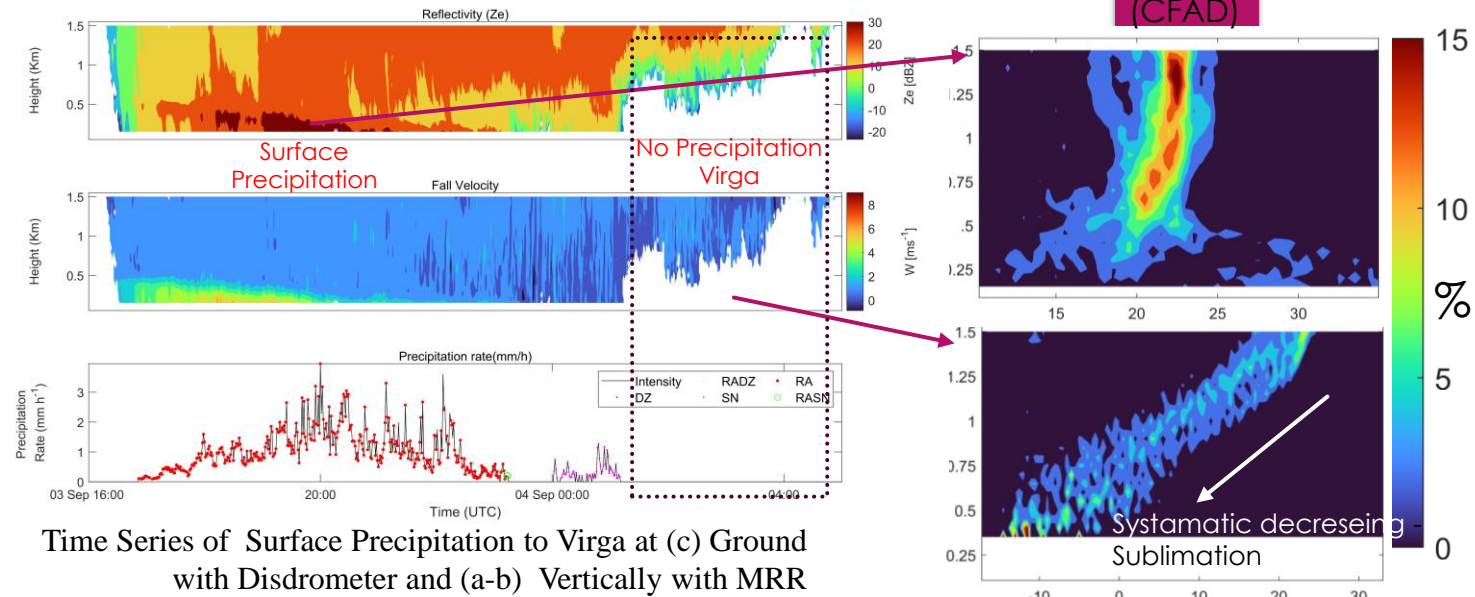 (CFAD)
Reflectivity (Ze)
1.5
1
0.5
Height (Km)
30
20
10
0
-10
-20
Ze [dBZ]
Surface
Precipitation
No Precipitation
Virga
Fall Velocity
1.5
1
0.5
Height (Km)
8
6
4
2
0
W [ms-1]
Precipitation rate(mm/h)
3
2
1
0
Precipitation
Rate (mm h-1)
Intensity
DZ
RADZ
SN
RA
RASN
03 Sep 16:00
20:00
04 Sep 00:00
04:00
Time (UTC)
Time Series of Surface Precipitation to Virga at (c) Ground
with Disdrometer and (a-b) Vertically with MRR
1.5
1.25
1
0.75
.5
0.25
15
20
25
30
1.5
1.25
1
0.75
0.5
0.25
-10
0
10
20
30
Systamatic decreseing
Sublimation
15
10
%
5
0